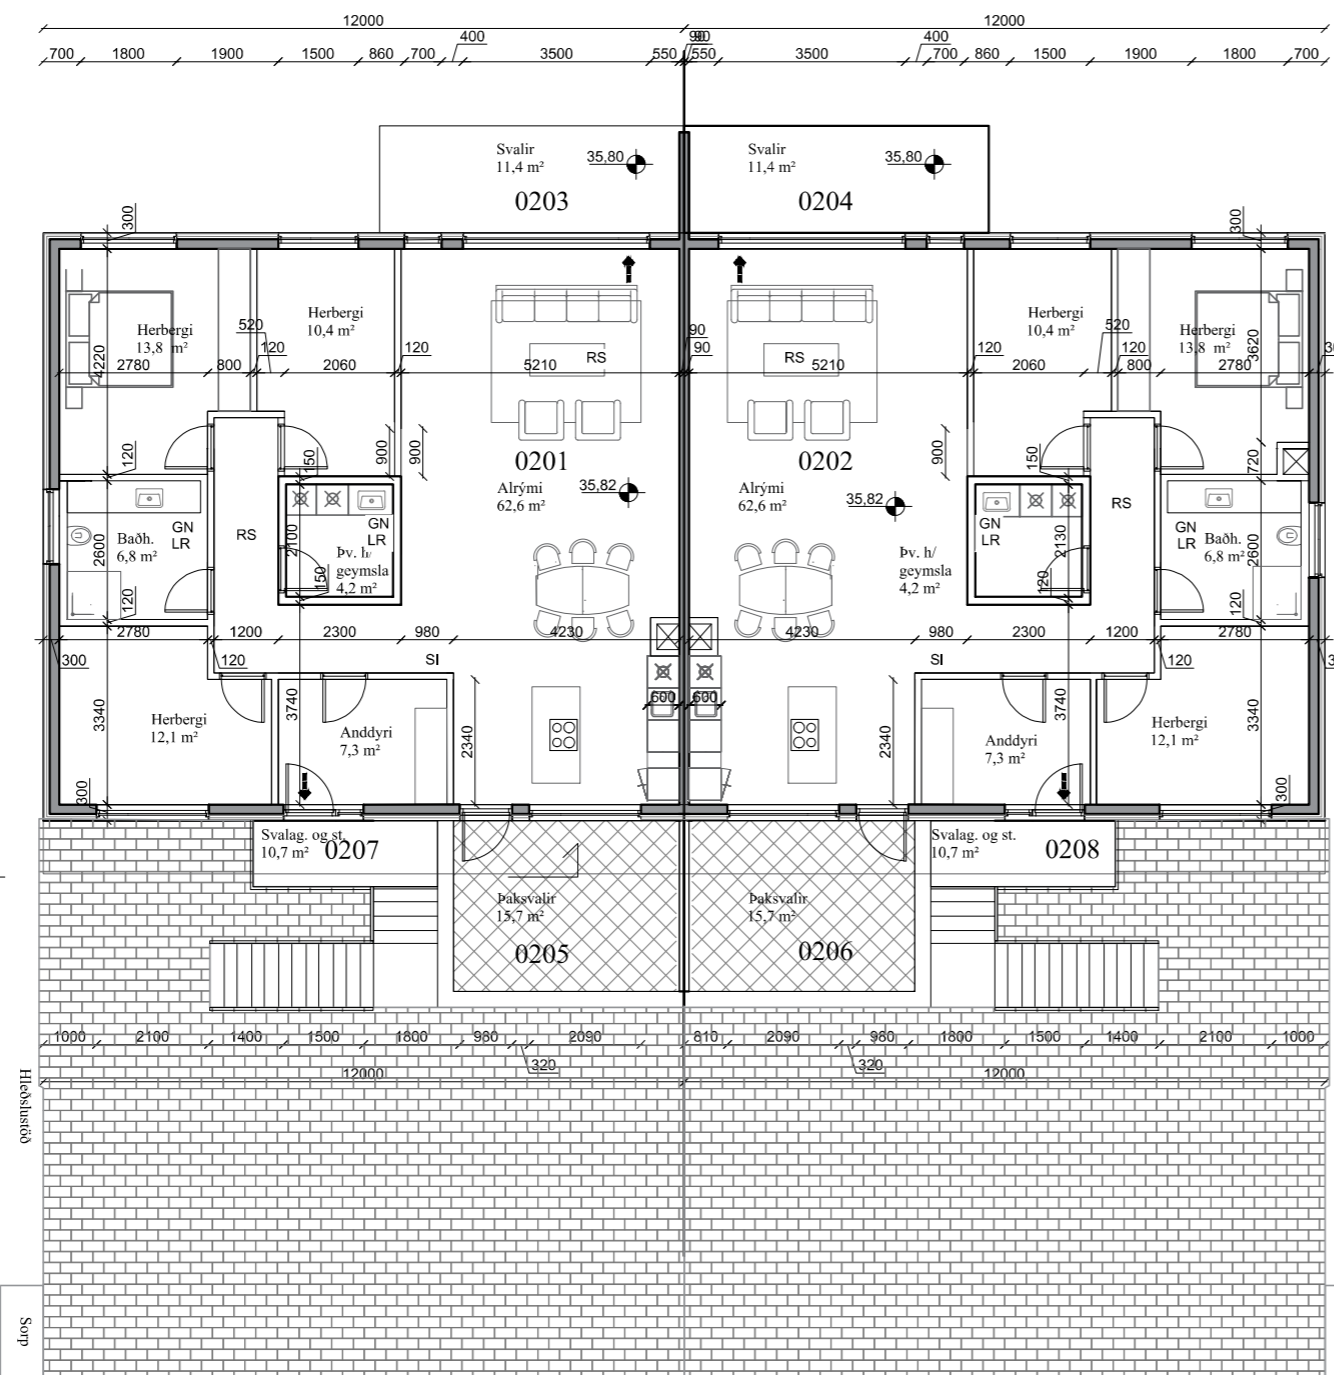 12000 12000
400 90 90 400
700 1800 1900 1500 860 700 3500 550 550 3500 700 860 1500 1900 1800 700
Svalir
11,4 m²
35,80
0203
Svalir
11,4 m²
35,80
0204
300 300
Herbergi
13,8 m²
Herbergi
10,4 m²
520
Herbergi
10,4 m²
520
Herbergi
13,8 m²
4220
3620
2780 800 120 2060 120 5210 RS 90
90
RS 5210 120 2060 120 800 2780
120 150 900 900
900 150 720
0201
Alrými
62,6 m²
35,82
0202
Alrými
62,6 m²
35,82
Baðh.
6,8 m²
GN
LR
RS
2600
2100
150
GN
LR
Þv. h/
geymsla
4,2 m²
Þv. h/
geymsla
4,2 m²
GN
LR
2130
120
RS
GN
LR
Baðh.
6,8 m²
2600
120
120
2780 1200 2300 980 4230 4230 980 2300 1200 2780
300 120 SI SI 120
3340
Herbergi
12,1 m²
3740
Anddyri
7,3 m²
2340
600 600
2340
Anddyri
7,3 m²
3740
Herbergi
12,1 m²
3340
300 300
Svalag. og st.
10,7 m²
0207
Svalag. og st.
10,7 m²
0208
Þaksvalir
15,7 m²
0205
Þaksvalir
15,7 m²
0206
1000 2100 1400 1500 1800 980 2090 810 2090 980 1800 1500 1400 2100 1000
320 320
12000 12000
Hleðslustöð
Sorp